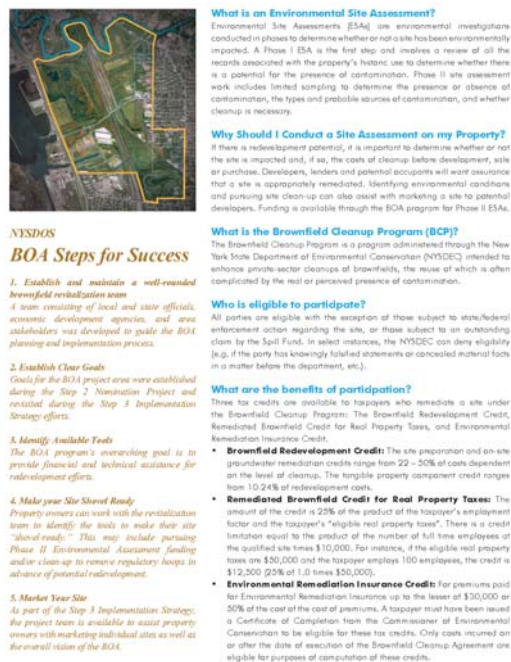 NYSDOS
BOA Steps for Success
1. Establish and maintain a well-rounded
brownfield revitalization team
A team consisting of local and state officials,
economic development agencies, and area
stakeholders was developed to guide the BOA
planning and implementation process.
2. Establish Clear Goals
Goals for the BOA project area were established
during the Step 2 Nomination Project and
revisited during the Step 3 Implementation
Strategy efforts.
3. Identify Available Tools
The BOA program's overarching goal is to
provide financial and technical assistance for
redevelopment efforts.
4. Make your Site Shovel Ready
Property owners can work with the revitalization
team to identify the tools to make their site
"shovel-ready." This may include pursuing
Phase II Environmental Assessment funding
and/or clean-up to remove regulatory hoops in
advance of potential redevelopment.
5. Market Your Site
As part of the Step 3 Implementation Strategy,
the project team is available to assist property
owners with marketing individual sites as well as
the overall vision of the BOA.
What is an Environmental Site Assessment?
Environmental Site Assessments (ESAs) are environmental investigations
conducted in phases to determine whether or not a site has been environmentally
impacted. A Phase I ESA is the first step and involves a review of all the
records associated with the property's historic use to determine whether there
is a potential for the presence of contamination. Phase II site assessment
work includes limited sampling to determine the presence or absence of
contamination, the types and probable sources of contamination, and whether
cleanup is necessary.
Why Should I Conduct a Site Assessment on my Property?
If there is redevelopment potential, it is important to determine whether or not
the site is impacted and, if so, the costs of cleanup before development, sale
or purchase. Developers, lenders and potential occupants will want assurance
that a site is appropriately remediated. Identifying environmental conditions
and pursuing site clean-up can also assist with marketing a site to potential
developers. Funding is available through the BOA program for Phase II ESAs.
What is the Brownfield Cleanup Program (BCP)?
The Brownfield Cleanup Program is a program administered through the New
York State Department of Environmental Conservation (NYSDEC) intended to
enhance private-sector cleanups of brownfields, the reuse of which is often
complicated by the real or perceived presence of contamination.
Who is eligible to participate?
All parties are eligible with the exception of those subject to state/federal
enforcement action regarding the site, or those subject to an outstanding
claim by the Spill Fund. In select instances, the NYSDEC can deny eligibility
(e.g. if the party has knowingly falsified statements or concealed material facts
in a matter before the department, etc.).
What are the benefits of participation?
Three tax credits are available to taxpayers who remediate a site under
the Brownfield Cleanup Program: The Brownfield Redevelopment Credit,
Remediated Brownfield Credit for Real Property Taxes, and Environmental
Remediation Insurance Credit.
• Brownfield Redevelopment Credit: The site preparation and on-site
groundwater remediation credits range from 22 – 50% of costs dependent
on the level of cleanup. The tangible property component credit ranges
from 10-24% of redevelopment costs.
• Remediated Brownfield Credit for Real Property Taxes: The
amount of the credit is 25% of the product of the taxpayer's employment
factor and the taxpayer's "eligible real property taxes". There is a credit
limitation equal to the product of the number of full time employees at
the qualified site times $10,000. For instance, if the eligible real property
taxes are $50,000 and the taxpayer employs 100 employees, the credit is
$12,500 (25% of 1.0 times $50,000).
• Environmental Remediation Insurance Credit: For premiums paid
for Environmental Remediation Insurance up to the lesser of $30,000 or
50% of the cost of the cost of premiums. A taxpayer must have been issued
a Certificate of Completion from the Commissioner of Environmental
Conservation to be eligible for these tax credits. Only costs incurred on
or after the date of execution of the Brownfield Cleanup Agreement are
eligible for purposes of computation of these credits.